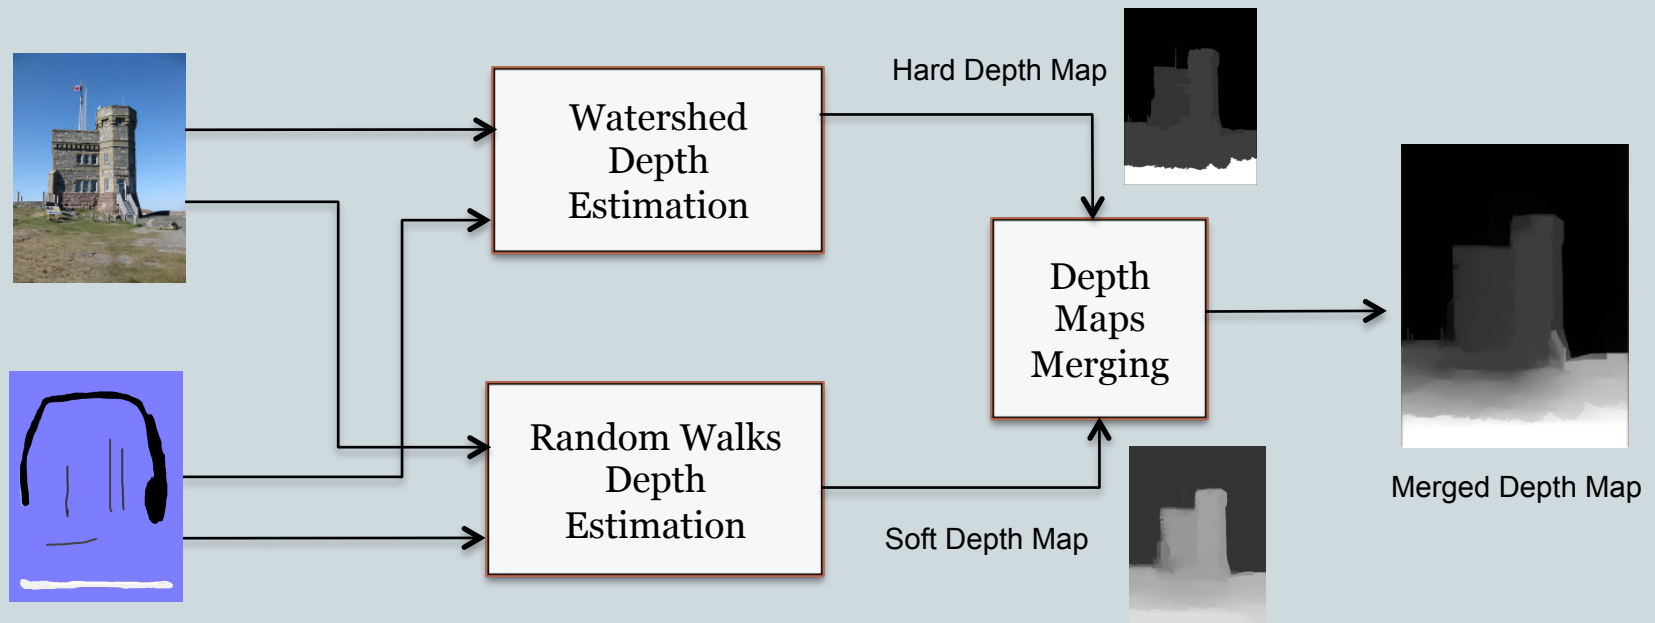 Hard Depth Map
Watershed
Depth
Estimation
Depth
Maps
Merging
Random Walks
Depth
Estimation
Soft Depth Map
Merged Depth Map